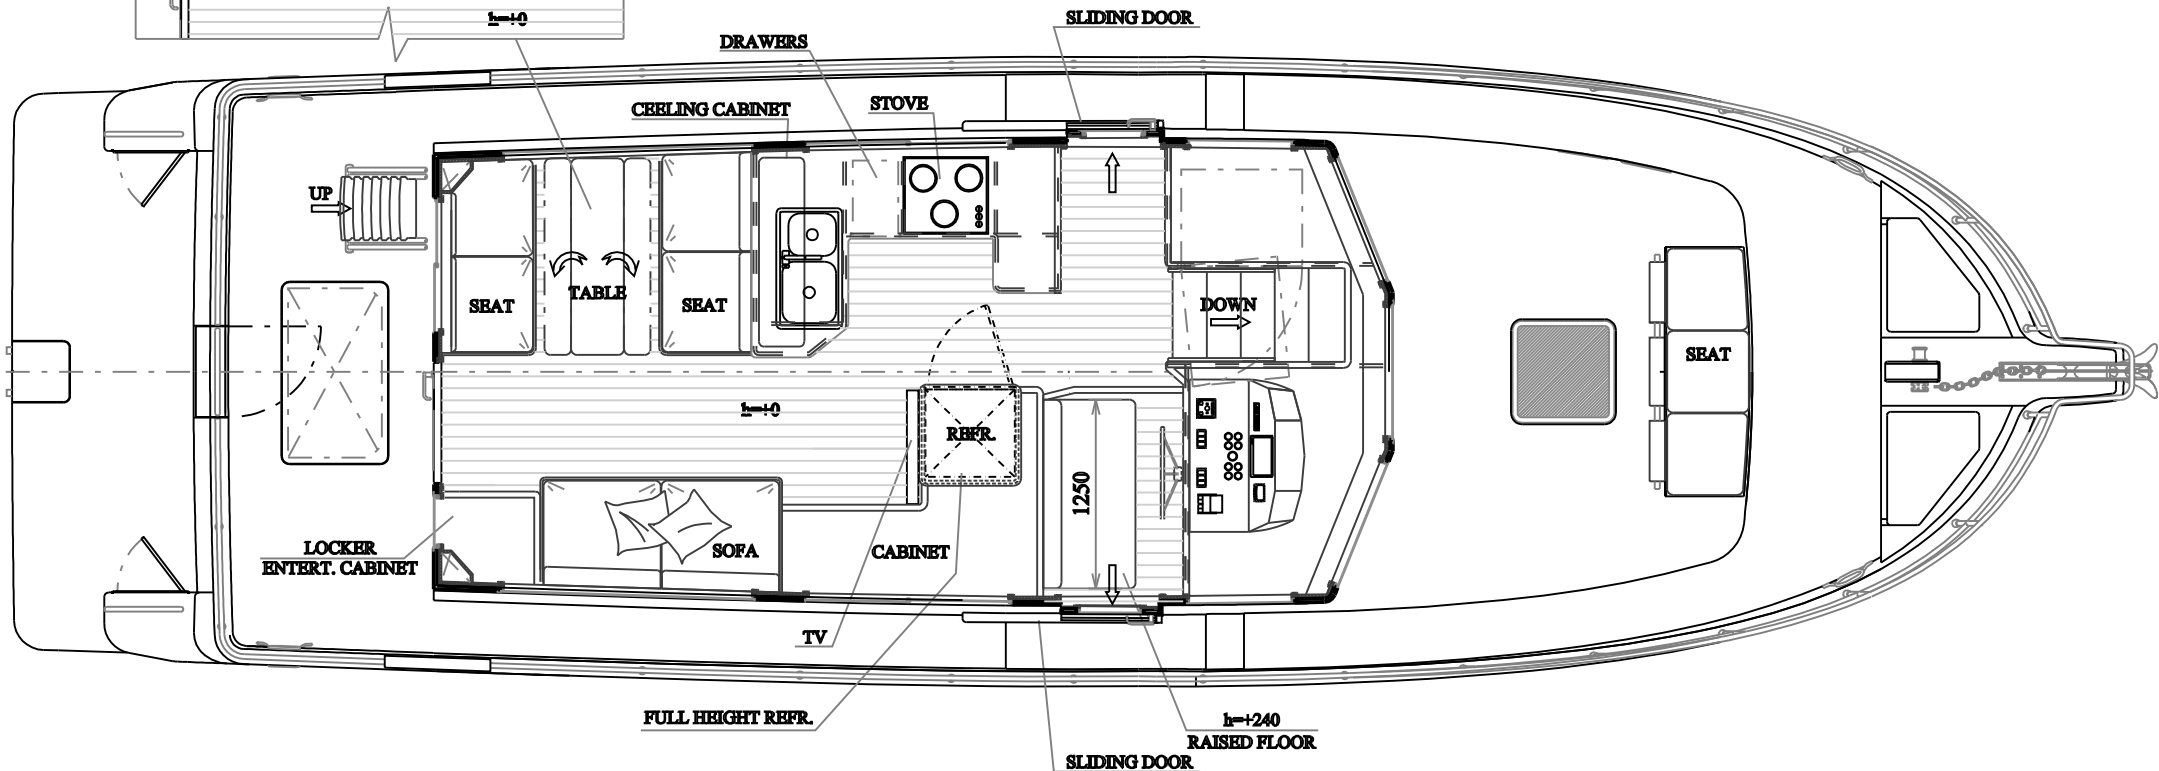 h=+0
SLIDING DOOR
DRAWERS
CEELING CABINET
STOVE
UP
SEAT
TABLE
SEAT
DOWN
SEAT
h=+0
REFR.
1250
LOCKER
ENTERT. CABINET
SOFA
CABINET
TV
FULL HEIGHT REFR.
h=+240
RAISED FLOOR
SLIDING DOOR